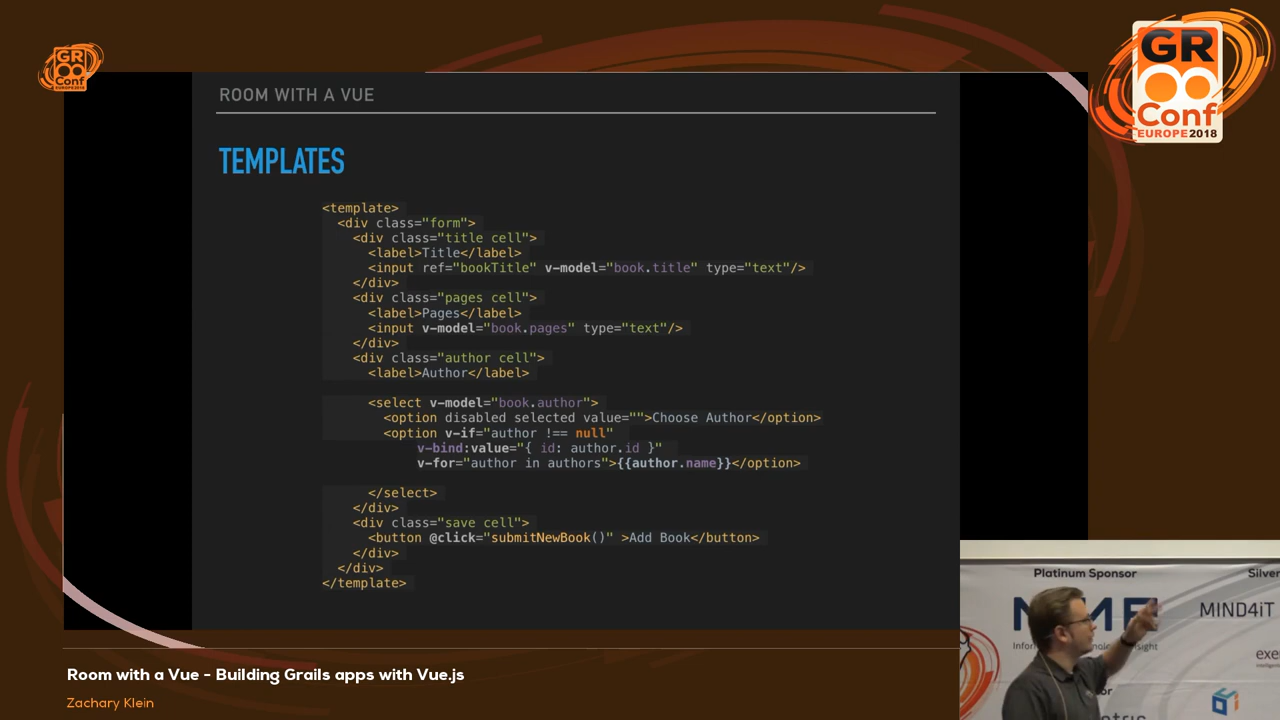 GR
Conf
EUROPE2018
ROOM WITH A VUE
TEMPLATES
<template>
<div class="form">
<div class="title cell">
<label>Title</label>
<input ref="bookTitle" v-model="book.title" type="text"/>
</div>
<div class="pages cell">
<label>Pages</label>
<input v-model="book.pages" type="text"/>
</div>
<div class="author cell">
<label>Author</label>
<select v-model="book.author">
<option disabled selected value="">Choose Author</option>
<option v-if="author !== null"
v-bind:value="{ id: author.id }"
v-for="author in authors">{{author.name}}</option>
</select>
</div>
<div class="save cell">
<button @click="submitNewBook()" >Add Book</button>
</div>
</div>
</template>
GR
Conf
EUROPE2018
Platinum Sponsor
Silver
MIND4iT
Room with a Vue - Building Grails apps with Vue.js
Zachary Klein